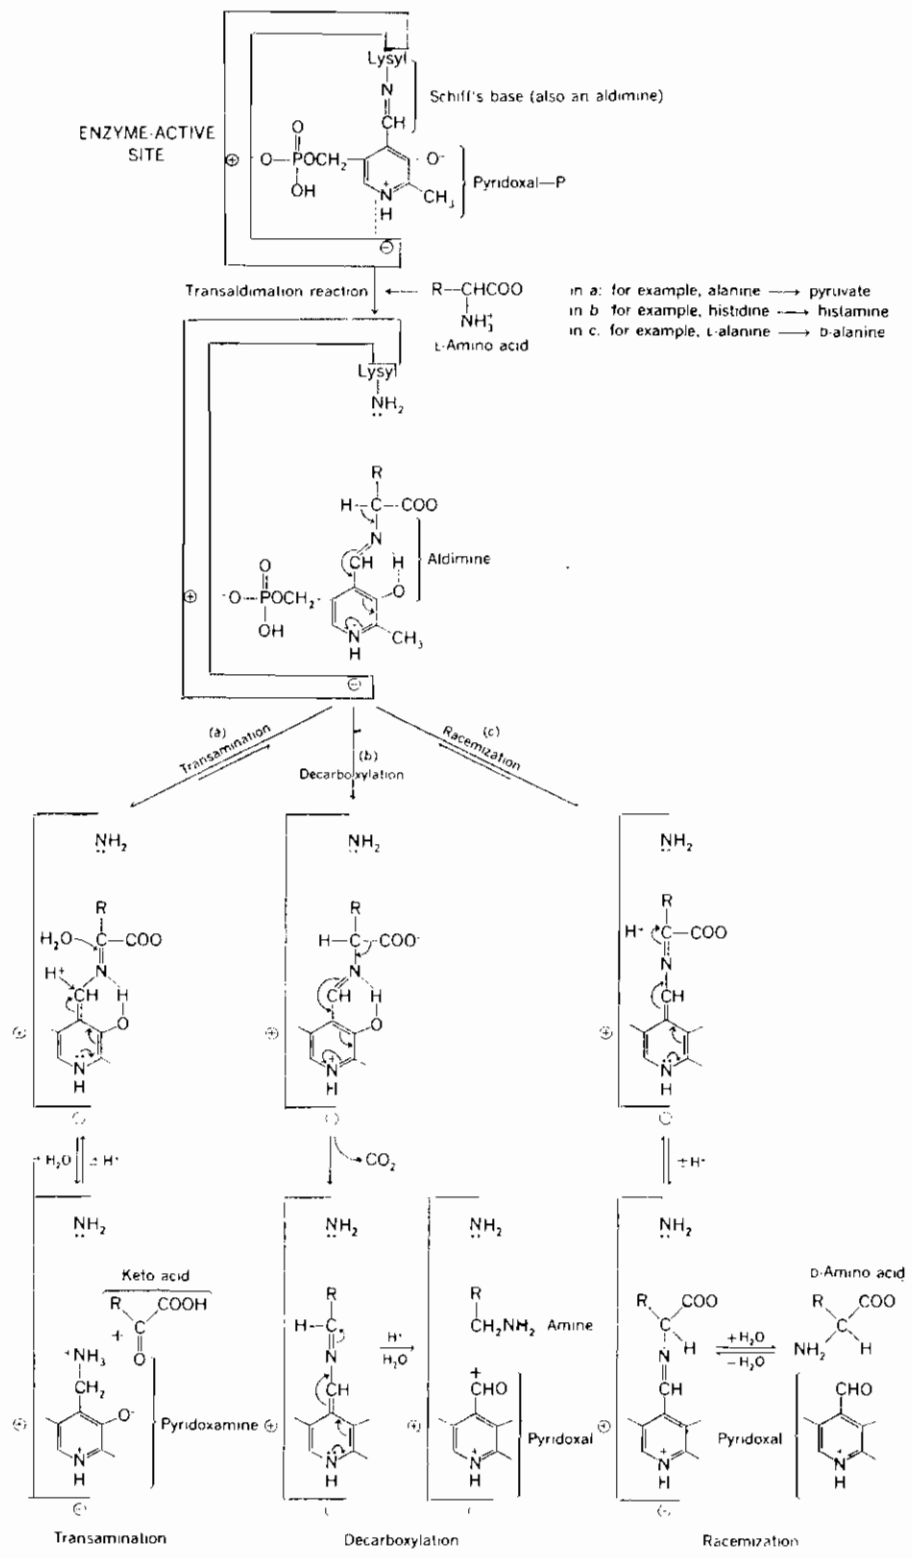 Lysyl
N
CH
Schiff's base (also an aldimine)
ENZYME-ACTIVE
SITE
O
⊕ O—POCH2 O-
OH
N+
H
CH3
Pyridoxal—P
⊖
Transaldimation reaction
R—CHCOO
NH3+
L-Amino acid
in a: for example, alanine → pyruvate
in b for example, histidine → histamine
in c. for example, L-alanine → D-alanine
Lysyl
NH2
R
H—C—COO
N
CH H
Aldimine
O
⊕ -O—POCH2 O
OH
N
H
CH3
⊖
(a)
Transamination
(b)
Decarboxylation
(c)
Racemization
NH2 NH2 NH2
R R R
H2O C—COO H—C—COO- H+ C—COO
H+ N N N
CH H CH H CH
O O
⊕ ⊕ ⊕
N N+ N
H H H
+ H2O ± H+
CO2
± H+
NH2 NH2 NH2 NH2
Keto acid
R COOH
C
+
O
+NH3
CH2
O-
Pyridoxamine
⊕
N+
H
⊖
R
H—C
N
CH
⊕
N
H
H+
H2O
R
CH2NH2 Amine
+
CHO
Pyridoxal
⊕
N+
H
R COO
C
H
N
CH
⊕
N+
H
+H2O
−H2O
D-Amino acid
R COO
C
NH2 H
CHO
Pyridoxal
N+
H
Transamination Decarboxylation Racemization